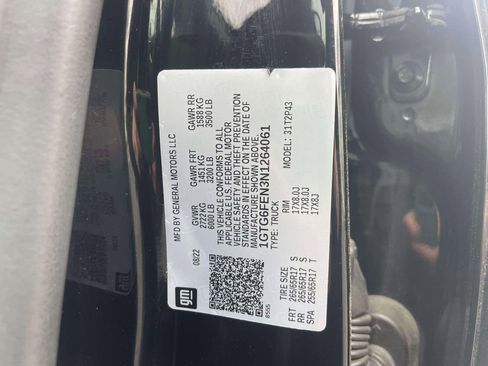 gm
MFD BY GENERAL MOTORS LLC
08/22 GVWR GAWR FRT GAWR RR
2722 KG 1451 KG 1588 KG
6000 LB 3200 LB 3500 LB
THIS VEHICLE CONFORMS TO ALL
APPLICABLE U.S. FEDERAL MOTOR
VEHICLE SAFETY AND THEFT PREVENTION
STANDARDS IN EFFECT ON THE DATE OF
MANUFACTURE SHOWN ABOVE.
1GTG6FEN3N1264061
TYPE: TRUCK MODEL: 31T2P43
TIRE SIZE RIM
FRT 265/65R17 S 17X8.0J
RR 265/65R17 S 17X8.0J
SPA 255/65R17 T 17X8J